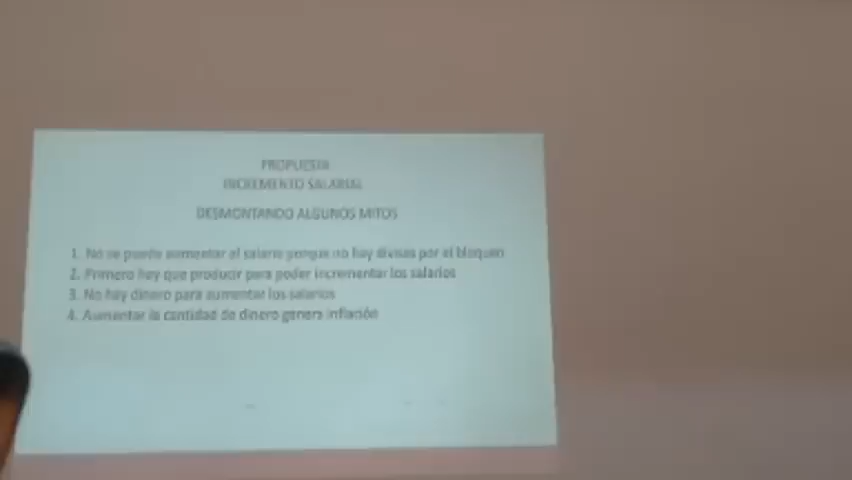 PROPUESTA
INCREMENTO SALARIAL
DESMONTANDO ALGUNOS MITOS
1. No se puede aumentar el salario porque no hay divisas por el bloqueo
2. Primero hay que producir para poder incrementar los salarios
3. No hay dinero para aumentar los salarios
4. Aumentar la cantidad de dinero genera inflación